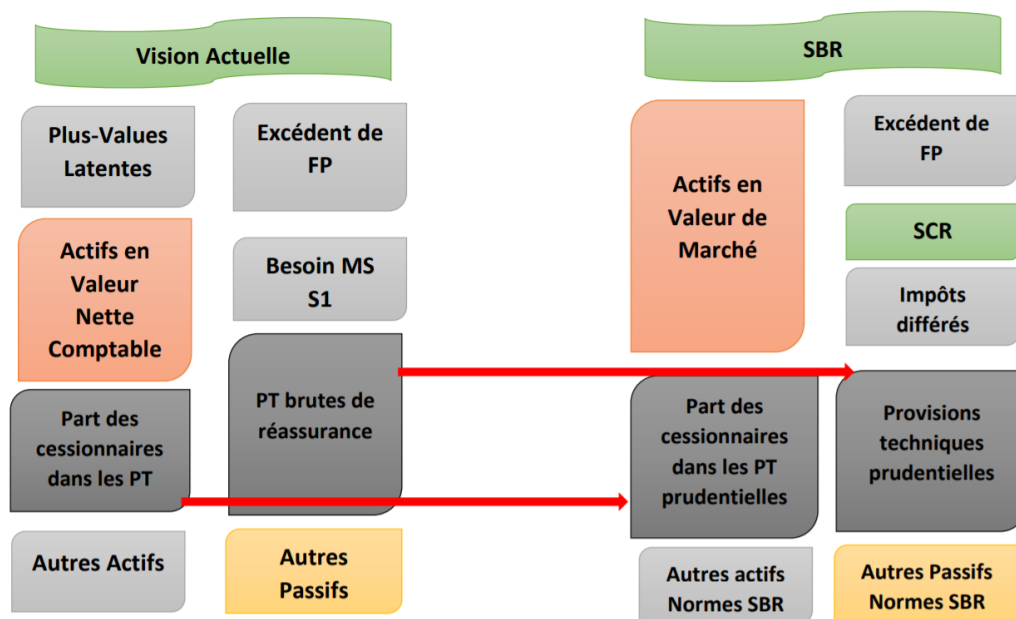 Vision Actuelle
SBR
Plus-Values
Latentes
Excédent de
FP
Actifs en
Valeur
Nette
Comptable
Besoin MS
S1
Part des
cessionnaires
dans les PT
PT brutes de
réassurance
Autres Actifs
Autres
Passifs
Actifs en
Valeur de
Marché
Excédent de
FP
SCR
Impôts
différés
Part des
cessionnaires
dans les PT
prudentielles
Provisions
techniques
prudentielles
Autres actifs
Normes SBR
Autres Passifs
Normes SBR